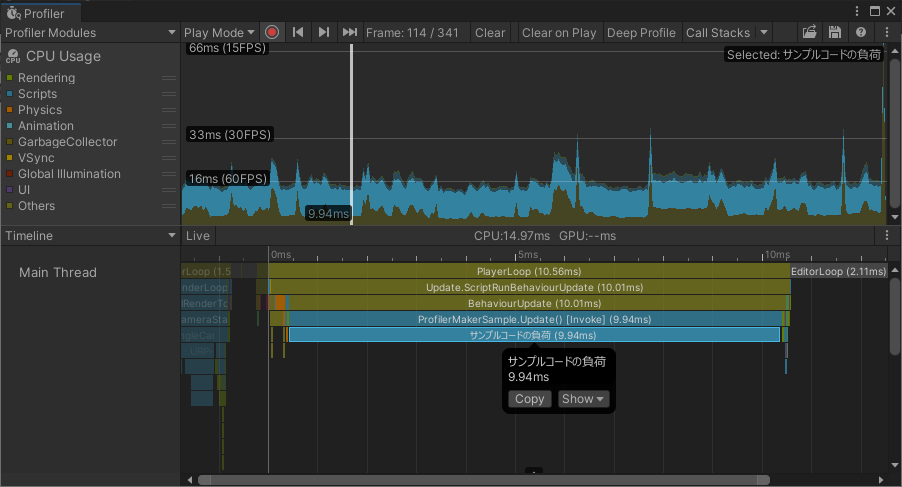 Profiler
Profiler Modules
Play Mode
Frame: 114 / 341
Clear
Clear on Play
Deep Profile
Call Stacks
CPU Usage
Rendering
Scripts
Physics
Animation
GarbageCollector
VSync
Global Illumination
UI
Others
66ms (15FPS)
Selected: サンプルコードの負荷
33ms (30FPS)
16ms (60FPS)
9.94ms
Timeline
Live
CPU:14.97ms GPU:--ms
0ms
5ms
10ms
Main Thread
rLoop (1.5
PlayerLoop (10.56ms)
EditorLoop (2.11ms)
nderLoop
Update.ScriptRunBehaviourUpdate (10.01ms)
dRenderTo
BehaviourUpdate (10.01ms)
ameraSta
ProfilerMakerSample.Update() [Invoke] (9.94ms)
ngleCar
サンプルコードの負荷 (9.94ms)
サンプルコードの負荷
9.94ms
Copy
Show